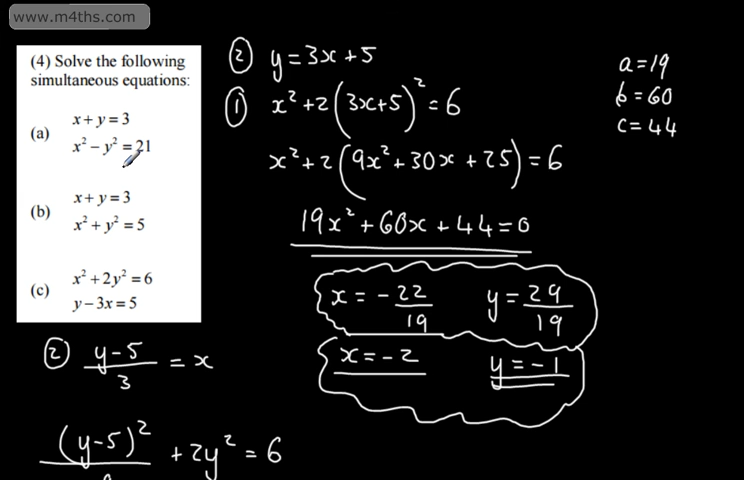 www.m4ths.com
(4) Solve the following
simultaneous equations:
(a) x + y = 3
x² − y² = 21
(b) x + y = 3
x² + y² = 5
(c) x² + 2y² = 6
y − 3x = 5
② y = 3x + 5
① x² + 2(3x+5)² = 6
x² + 2(9x² + 30x + 25) = 6
19x² + 60x + 44 = 0
x = −22/19 y = 29/19
x = −2 y = −1
a = 19
b = 60
c = 44
② (y−5)/3 = x
(y−5)² + 2y² = 6